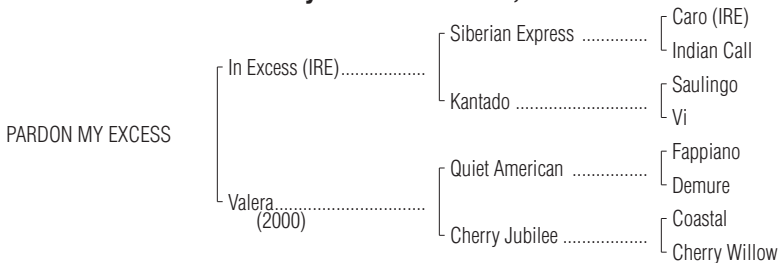 Caro (IRE)
Siberian Express ..............
Indian Call
In Excess (IRE)..................
Saulingo
Kantado ............................
Vi
PARDON MY EXCESS
Fappiano
Quiet American ................
Demure
Valera................................
(2000)
Coastal
Cherry Jubilee ..................
Cherry Willow